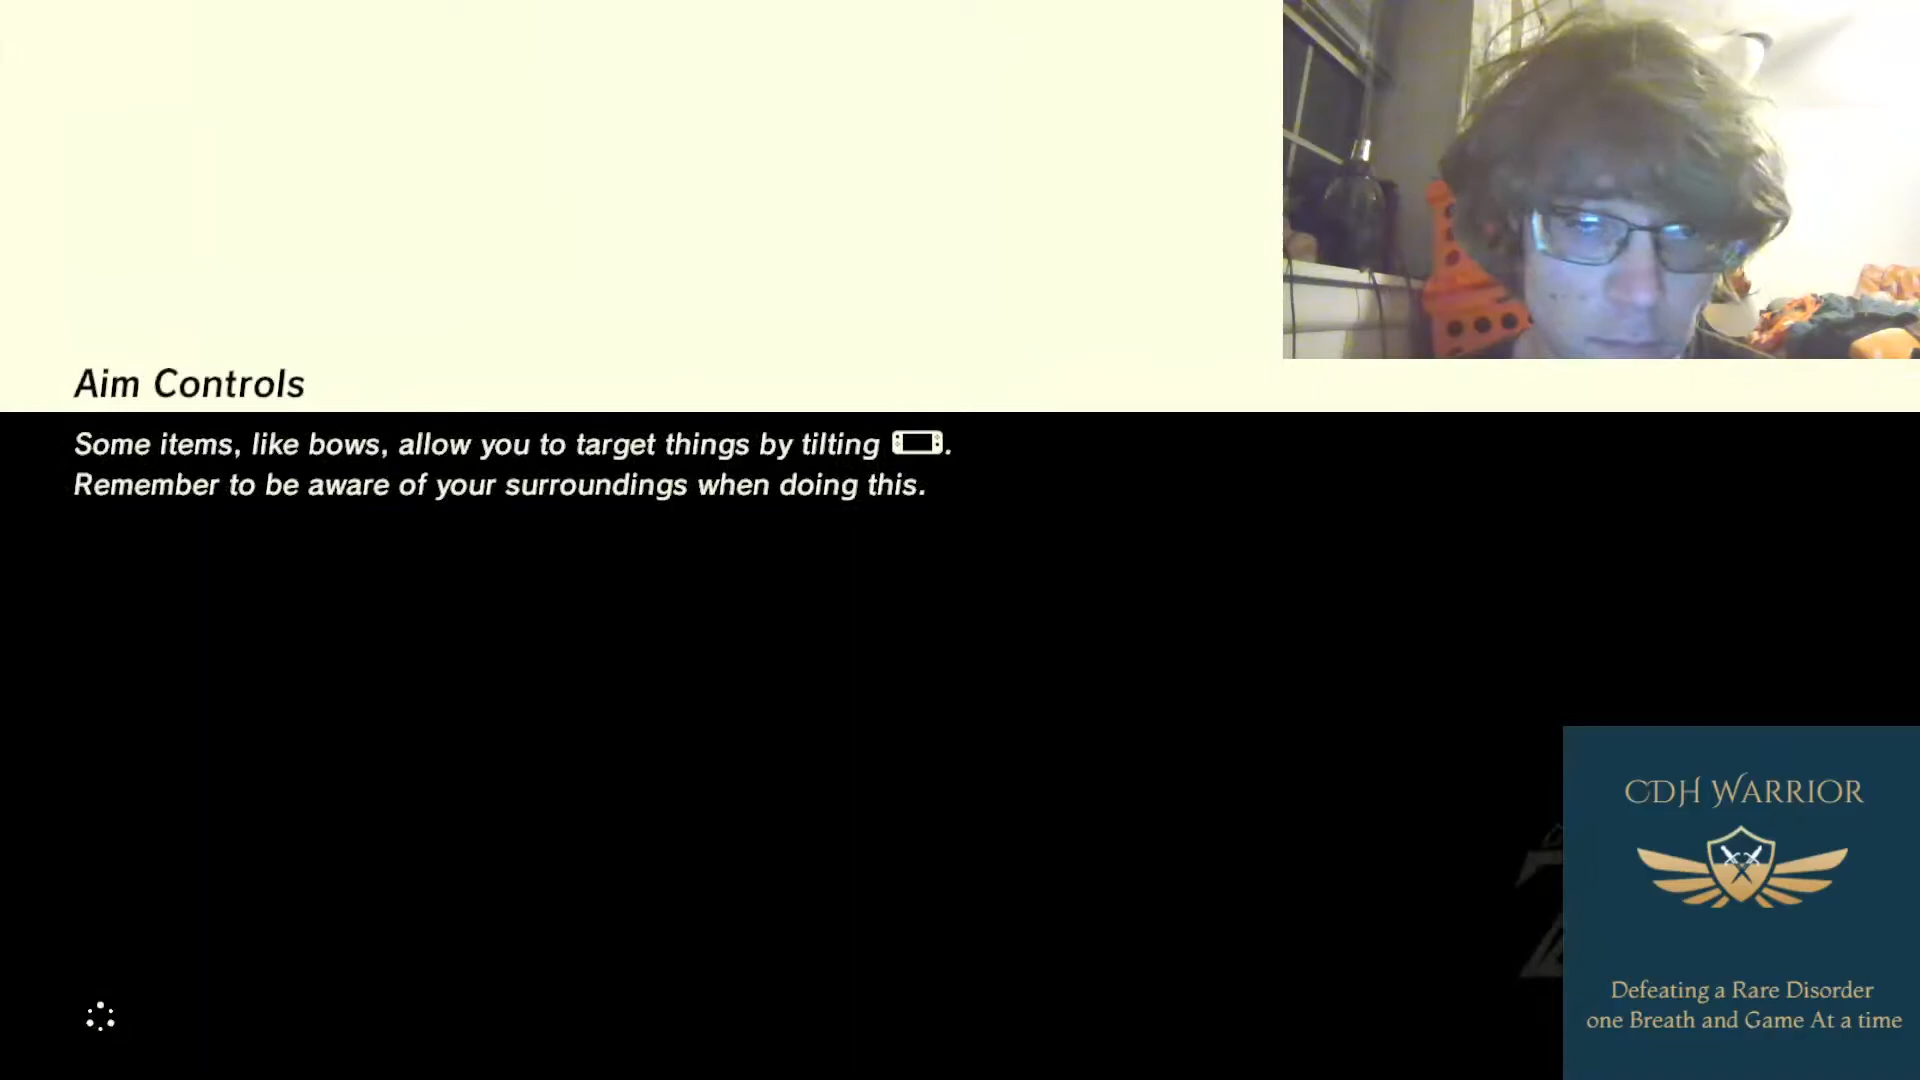 Aim Controls
Some items, like bows, allow you to target things by tilting .
Remember to be aware of your surroundings when doing this.
CDH WARRIOR
Defeating a Rare Disorder
one Breath and Game At a time